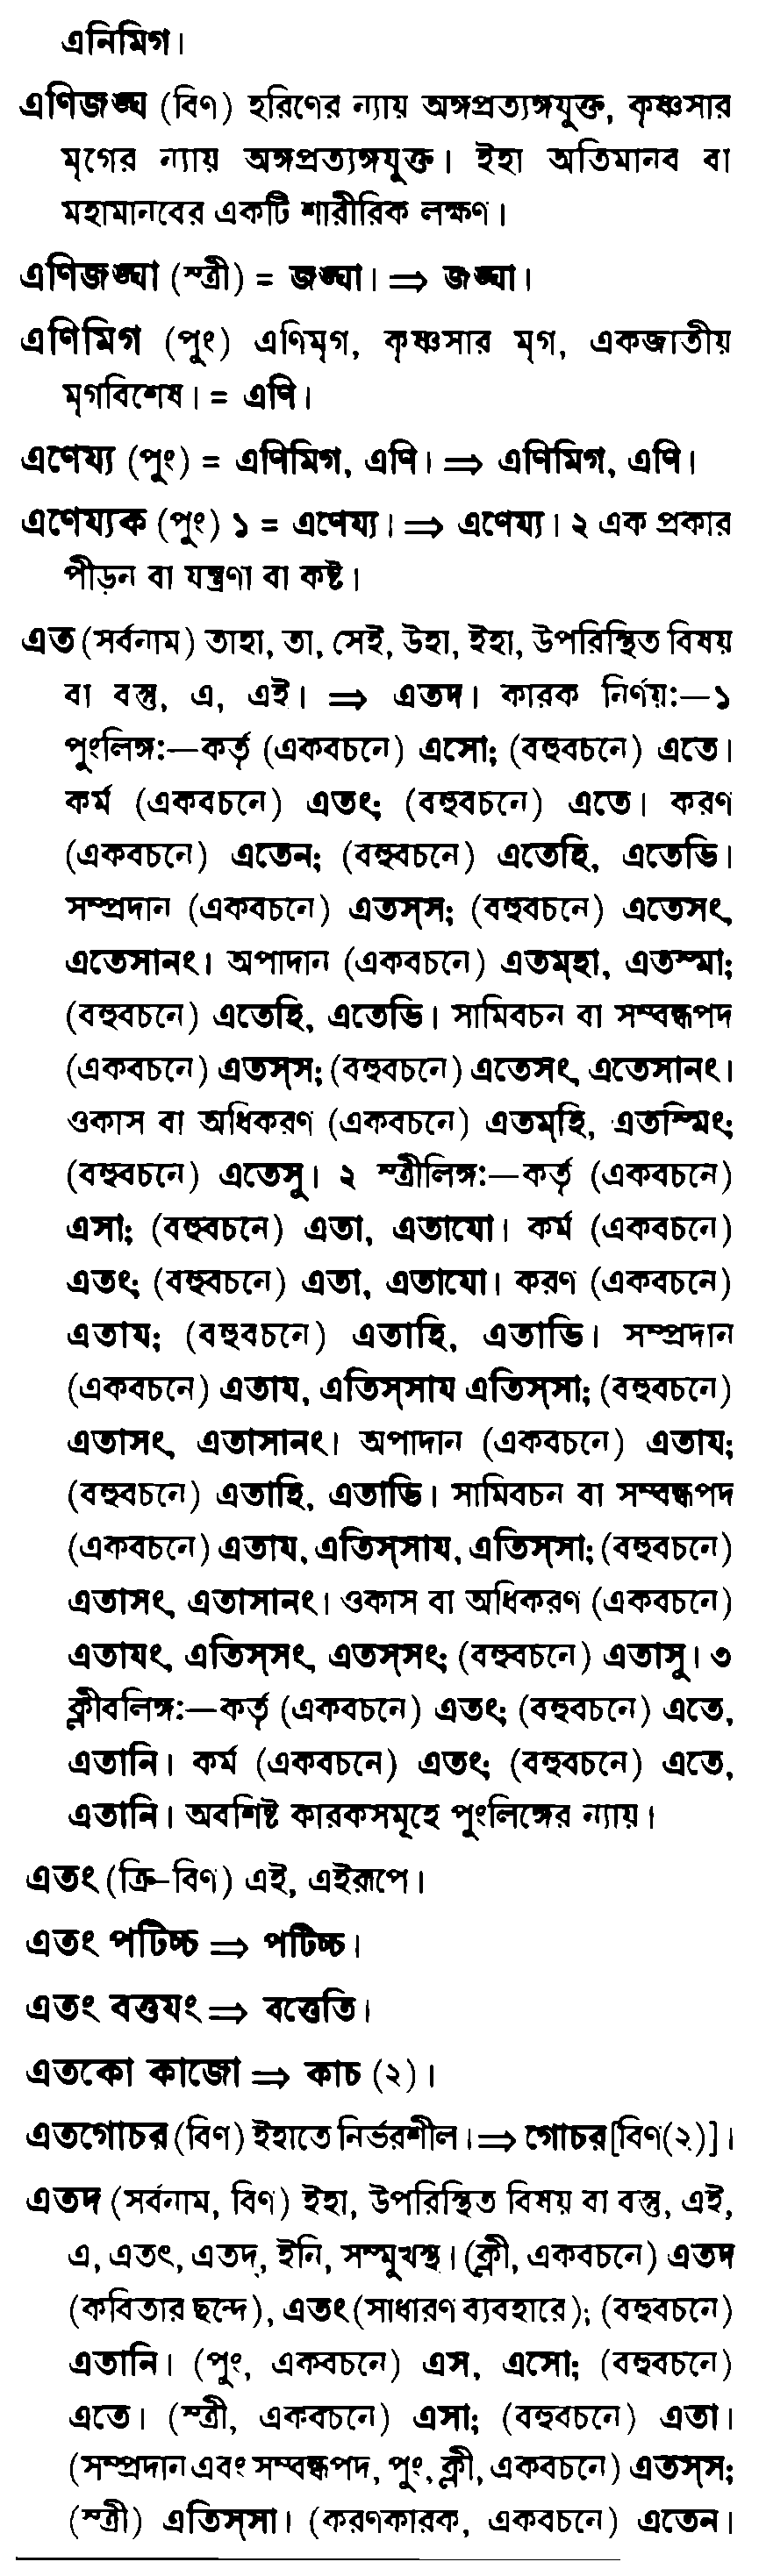 এনিমিগ।
এণিজঙ্ঘ (বিণ) হরিণের ন্যায় অঙ্গপ্রত্যঙ্গযুক্ত, কৃষ্ণসার
মৃগের ন্যায় অঙ্গপ্রত্যঙ্গযুক্ত। ইহা অতিমানব বা
মহামানবের একটি শারীরিক লক্ষণ।
এণিজঙ্ঘা (স্ত্রী) = জঙ্ঘা। ⇒ জঙ্ঘা।
এণিমিগ (পুং) এণিমৃগ, কৃষ্ণসার মৃগ, একজাতীয়
মৃগবিশেষ। = এণি।
এণেয্য (পুং) = এণিমিগ, এণি। ⇒ এণিমিগ, এণি।
এণেয্যক (পুং) ১ = এণেয্য। ⇒ এণেয্য। ২ এক প্রকার
পীড়ন বা যন্ত্রণা বা কষ্ট।
এত (সর্বনাম) তাহা, তা, সেই, উহা, ইহা, উপরিস্থিত বিষয়
বা বস্তু, এ, এই। ⇒ এতদ। কারক নির্ণয়:—১
পুংলিঙ্গ:—কর্তৃ (একবচনে) এসো; (বহুবচনে) এতে।
কর্ম (একবচনে) এতং; (বহুবচনে) এতে। করণ
(একবচনে) এতেন; (বহুবচনে) এতেহি, এতেভি।
সম্প্রদান (একবচনে) এতস্স; (বহুবচনে) এতেসং,
এতেসানং। অপাদান (একবচনে) এতম্হা, এতস্মা;
(বহুবচনে) এতেহি, এতেভি। সামিবচন বা সম্বন্ধপদ
(একবচনে) এতস্স; (বহুবচনে) এতেসং, এতেসানং।
ওকাস বা অধিকরণ (একবচনে) এতম্হি, এতস্মিং;
(বহুবচনে) এতেসু। ২ স্ত্রীলিঙ্গ:—কর্তৃ (একবচনে)
এসা; (বহুবচনে) এতা, এতাযো। কর্ম (একবচনে)
এতং; (বহুবচনে) এতা, এতাযো। করণ (একবচনে)
এতায; (বহুবচনে) এতাহি, এতাভি। সম্প্রদান
(একবচনে) এতায, এতিস্সায এতিস্সা; (বহুবচনে)
এতাসং, এতাসানং। অপাদান (একবচনে) এতায;
(বহুবচনে) এতাহি, এতাভি। সামিবচন বা সম্বন্ধপদ
(একবচনে) এতায, এতিস্সায, এতিস্সা; (বহুবচনে)
এতাসং, এতাসানং। ওকাস বা অধিকরণ (একবচনে)
এতাযং, এতিস্সং, এতস্সং; (বহুবচনে) এতাসু। ৩
ক্লীবলিঙ্গ:—কর্তৃ (একবচনে) এতং; (বহুবচনে) এতে,
এতানি। কর্ম (একবচনে) এতং; (বহুবচনে) এতে,
এতানি। অবশিষ্ট কারকসমূহে পুংলিঙ্গের ন্যায়।
এতং (ক্রি-বিণ) এই, এইরূপে।
এতং পটিচ্চ ⇒ পটিচ্চ।
এতং বত্তযং ⇒ বত্তেতি।
এতকো কাজো ⇒ কাচ (২)।
এতগোচর (বিণ) ইহাতে নির্ভরশীল। ⇒ গোচর [বিণ(২)]।
এতদ (সর্বনাম, বিণ) ইহা, উপরিস্থিত বিষয় বা বস্তু, এই,
এ, এতৎ, এতদ্, ইনি, সম্মুখস্থ। (ক্লী, একবচনে) এতদ
(কবিতার ছন্দে), এতং (সাধারণ ব্যবহারে); (বহুবচনে)
এতানি। (পুং, একবচনে) এস, এসো; (বহুবচনে)
এতে। (স্ত্রী, একবচনে) এসা; (বহুবচনে) এতা।
(সম্প্রদান এবং সম্বন্ধপদ, পুং, ক্লী, একবচনে) এতস্স;
(স্ত্রী) এতিস্সা। (করণকারক, একবচনে) এতেন।